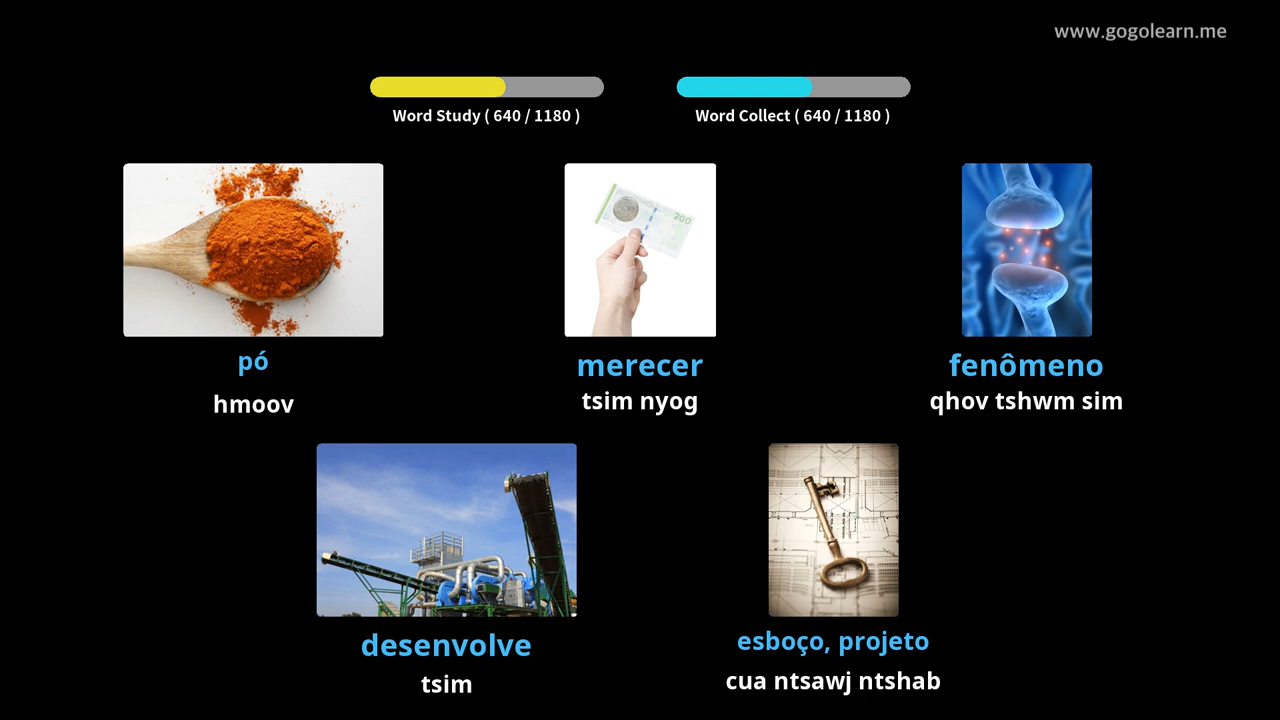 www.gogolearn.me
Word Study ( 640 / 1180 )
Word Collect ( 640 / 1180 )
200
pó
hmoov
merecer
tsim nyog
fenômeno
qhov tshwm sim
desenvolve
tsim
esboço, projeto
cua ntsawj ntshab